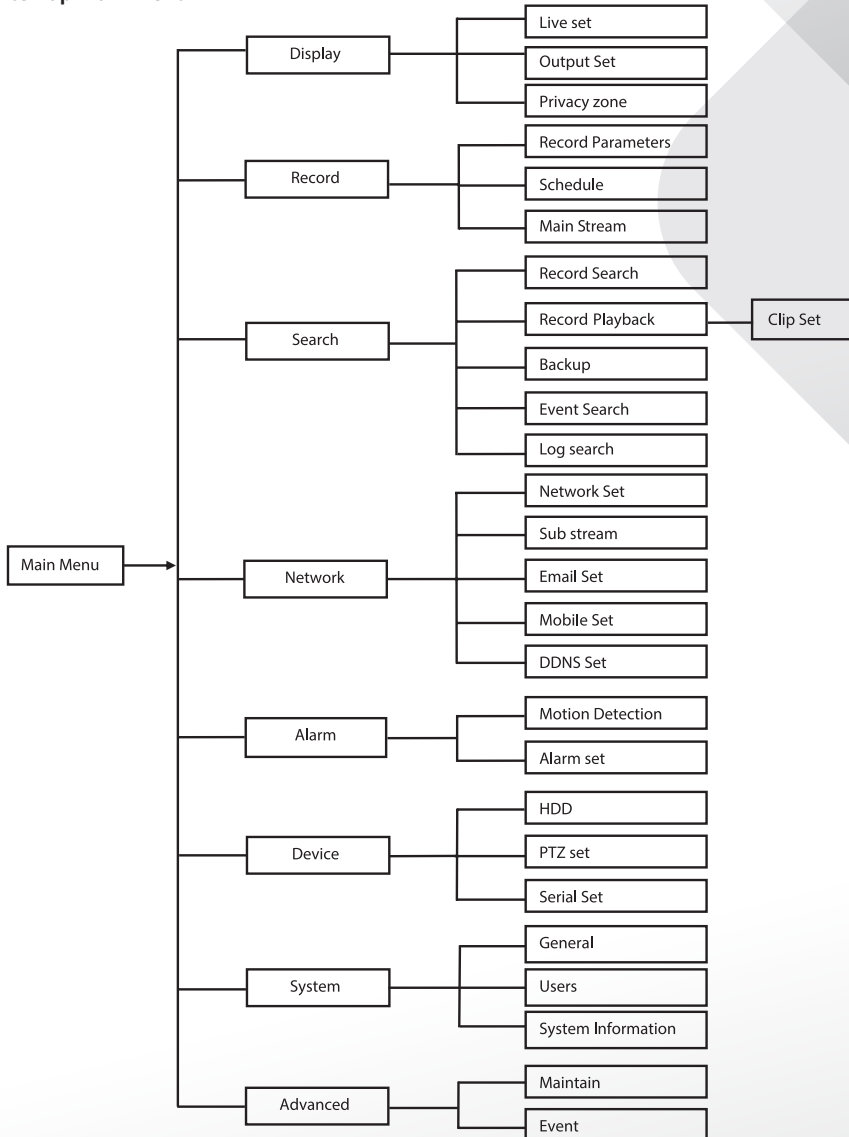 Main Menu
Display
Live set
Output Set
Privacy zone
Record
Record Parameters
Schedule
Main Stream
Search
Record Search
Record Playback
Clip Set
Backup
Event Search
Log search
Network
Network Set
Sub stream
Email Set
Mobile Set
DDNS Set
Alarm
Motion Detection
Alarm set
Device
HDD
PTZ set
Serial Set
System
General
Users
System Information
Advanced
Maintain
Event